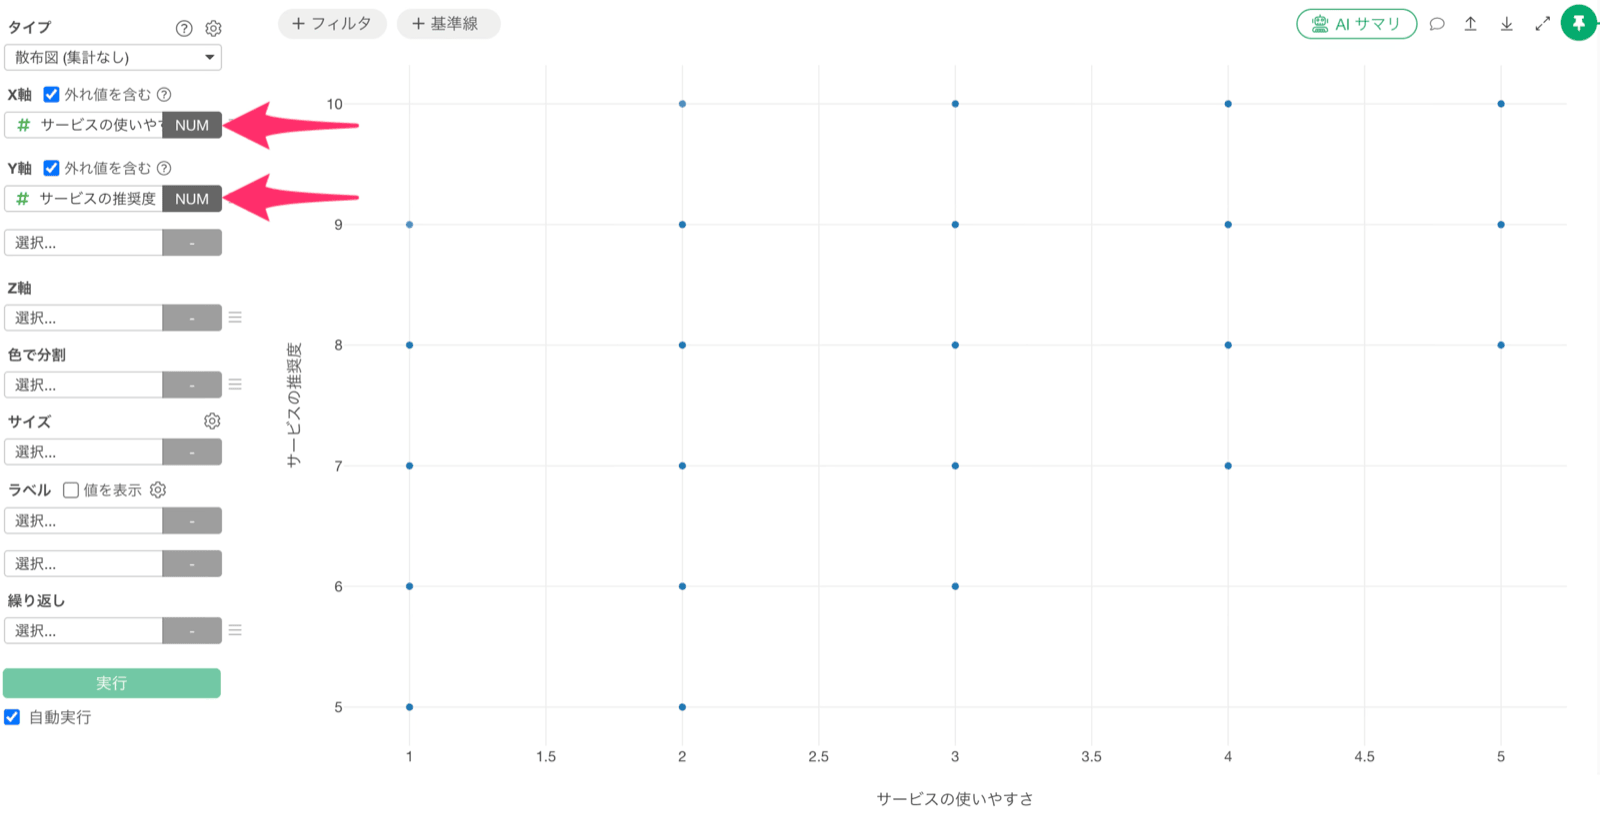 タイプ
散布図 (集計なし)
X軸 外れ値を含む ?
# サービスの使いや NUM
Y軸 外れ値を含む ?
# サービスの推奨度 NUM
選択... -
Z軸
選択... -
色で分割
選択... -
サイズ
選択... -
ラベル 値を表示
選択... -
選択... -
繰り返し
選択... -
実行
自動実行
+ フィルタ + 基準線
AI サマリ
サービスの推奨度
10
9
8
7
6
5
1 1.5 2 2.5 3 3.5 4 4.5 5
サービスの使いやすさ